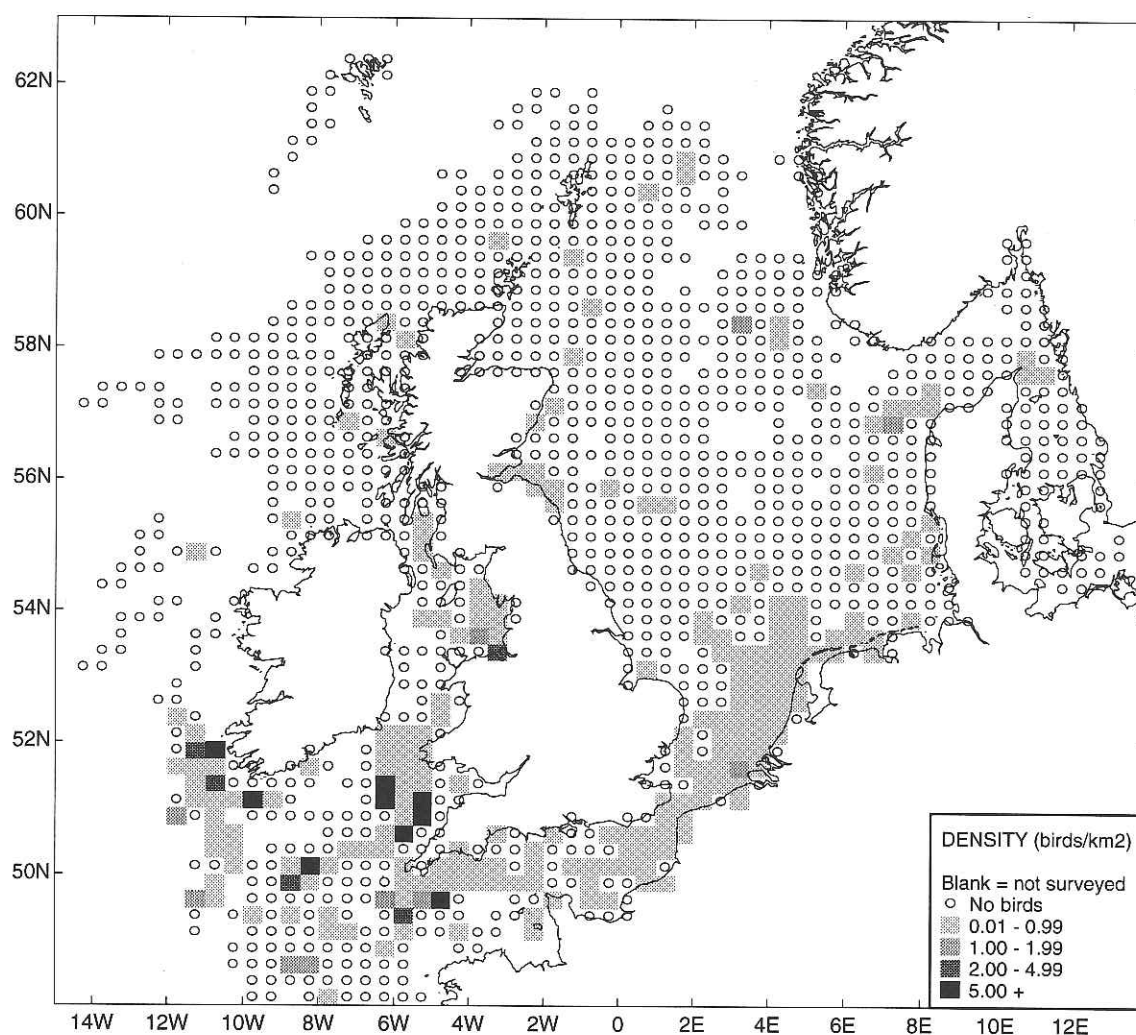 62N
60N
58N
56N
54N
52N
50N
14W 12W 10W 8W 6W 4W 2W 0 2E 4E 6E 8E 10E 12E
DENSITY (birds/km2)
Blank = not surveyed
No birds
0.01 - 0.99
1.00 - 1.99
2.00 - 4.99
5.00 +